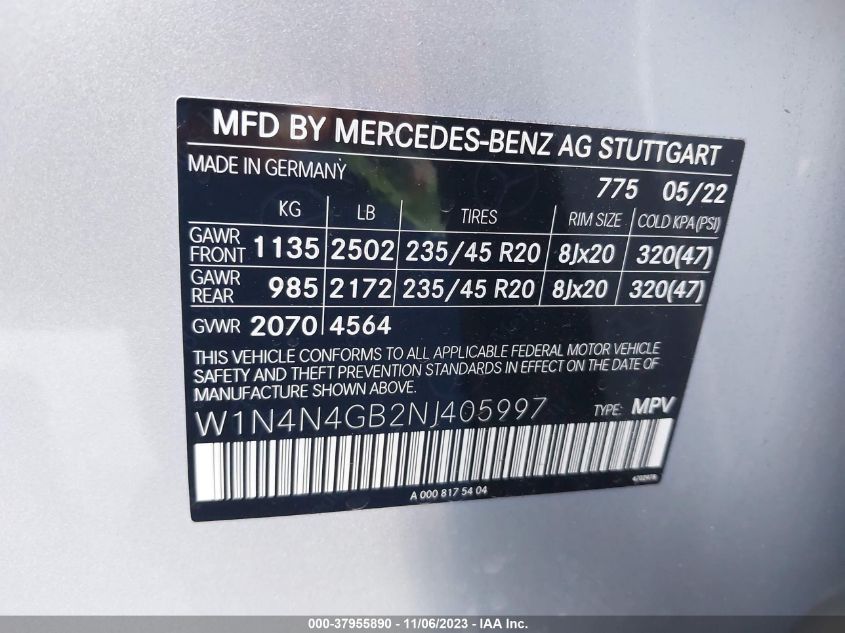 MFD BY MERCEDES-BENZ AG STUTTGART
MADE IN GERMANY 775 05/22
KG LB TIRES RIM SIZE COLD KPA(PSI)
GAWR FRONT 1135 2502 235/45 R20 8Jx20 320(47)
GAWR REAR 985 2172 235/45 R20 8Jx20 320(47)
GVWR 2070 4564
THIS VEHICLE CONFORMS TO ALL APPLICABLE FEDERAL MOTOR VEHICLE
SAFETY AND THEFT PREVENTION STANDARDS IN EFFECT ON THE DATE OF
MANUFACTURE SHOWN ABOVE.
W1N4N4GB2NJ405997 TYPE: MPV
A 000 817 54 04
000-37955890 - 11/06/2023 - IAA Inc.